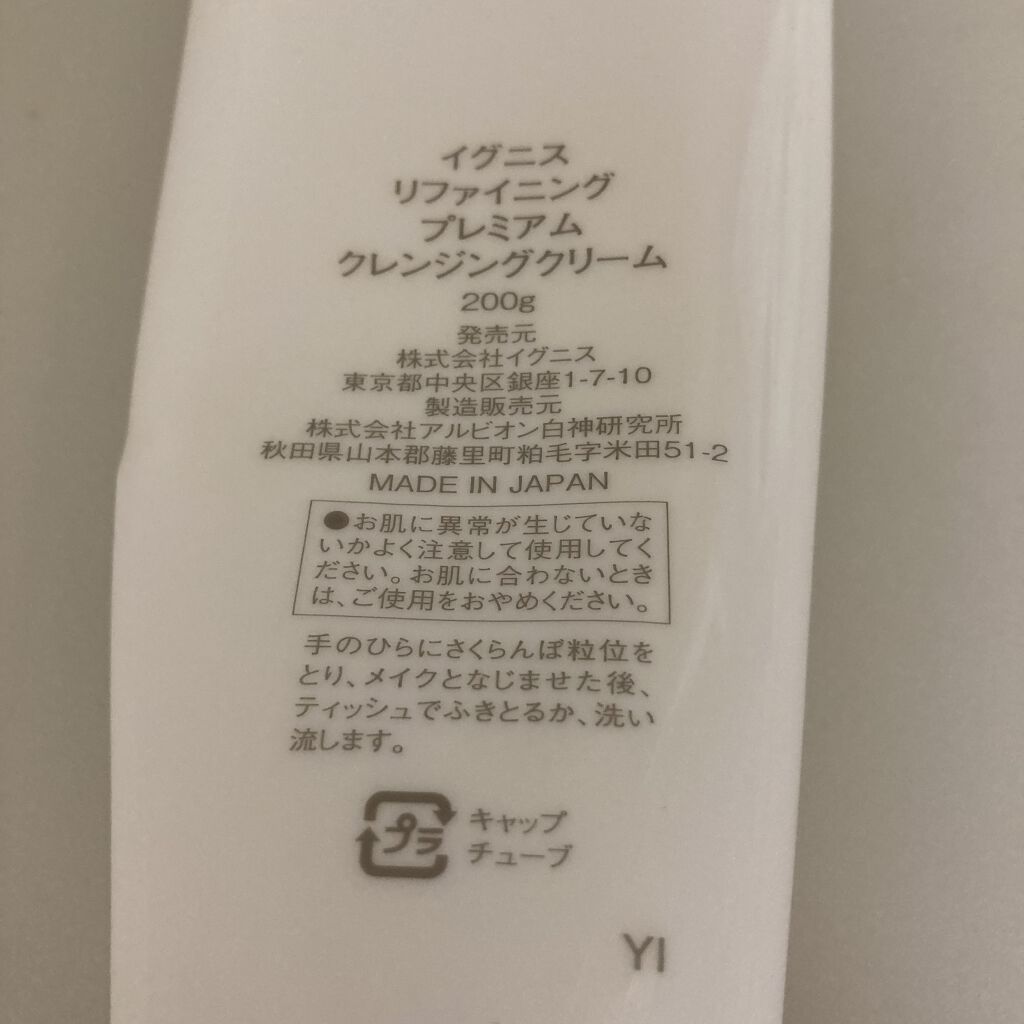 イグニス
リファイニング
プレミアム
クレンジングクリーム
200g
発売元
株式会社イグニス
東京都中央区銀座1-7-10
製造販売元
株式会社アルビオン白神研究所
秋田県山本郡藤里町粕毛字米田51-2
MADE IN JAPAN
●お肌に異常が生じていな
いかよく注意して使用してく
ださい。お肌に合わないとき
は、ご使用をおやめください。
手のひらにさくらんぼ粒位を
とり、メイクとなじませた後、
ティッシュでふきとるか、洗い
流します。
プラ
キャップ
チューブ
YI